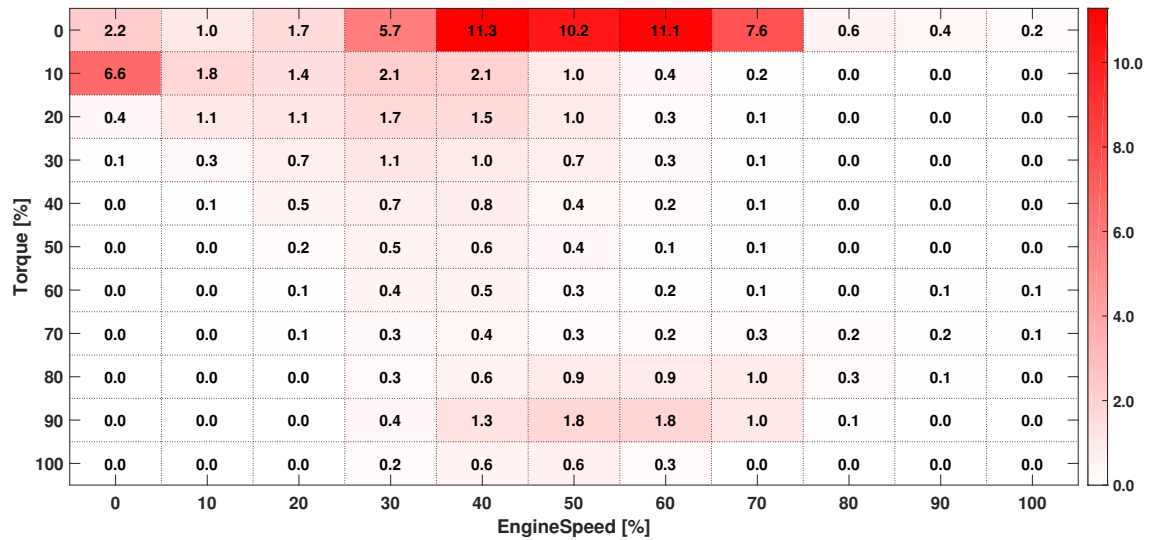 0 2.2 1.0 1.7 5.7 11.3 10.2 11.1 7.6 0.6 0.4 0.2
10 6.6 1.8 1.4 2.1 2.1 1.0 0.4 0.2 0.0 0.0 0.0
20 0.4 1.1 1.1 1.7 1.5 1.0 0.3 0.1 0.0 0.0 0.0
30 0.1 0.3 0.7 1.1 1.0 0.7 0.3 0.1 0.0 0.0 0.0
40 0.0 0.1 0.5 0.7 0.8 0.4 0.2 0.1 0.0 0.0 0.0
50 0.0 0.0 0.2 0.5 0.6 0.4 0.1 0.1 0.0 0.0 0.0
60 0.0 0.0 0.1 0.4 0.5 0.3 0.2 0.1 0.0 0.1 0.1
70 0.0 0.0 0.1 0.3 0.4 0.3 0.2 0.3 0.2 0.2 0.1
80 0.0 0.0 0.0 0.3 0.6 0.9 0.9 1.0 0.3 0.1 0.0
90 0.0 0.0 0.0 0.4 1.3 1.8 1.8 1.0 0.1 0.0 0.0
100 0.0 0.0 0.0 0.2 0.6 0.6 0.3 0.0 0.0 0.0 0.0
0 10 20 30 40 50 60 70 80 90 100
EngineSpeed [%]
Torque [%]
10.0
8.0
6.0
4.0
2.0
0.0